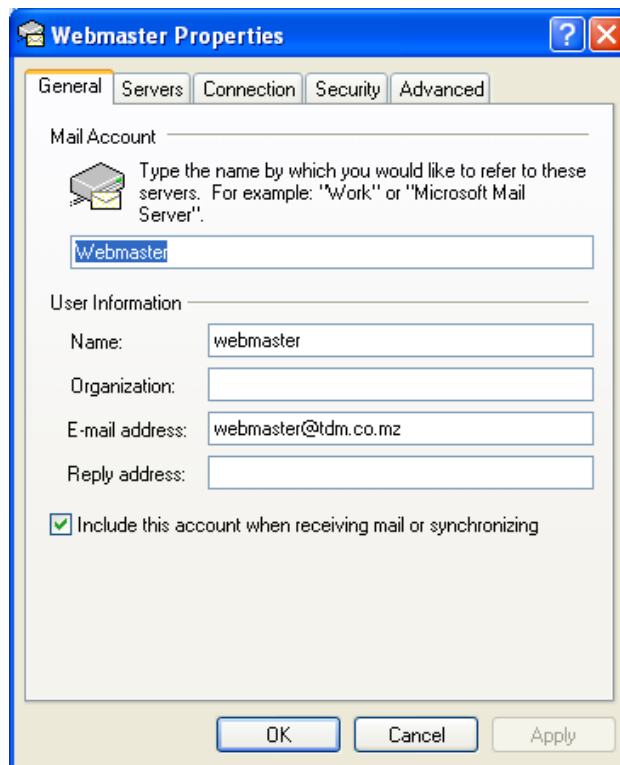 Webmaster Properties
General Servers Connection Security Advanced
Mail Account
Type the name by which you would like to refer to these
servers. For example: "Work" or "Microsoft Mail
Server".
Webmaster
User Information
Name: webmaster
Organization:
E-mail address: webmaster@tdm.co.mz
Reply address:
Include this account when receiving mail or synchronizing
OK Cancel Apply